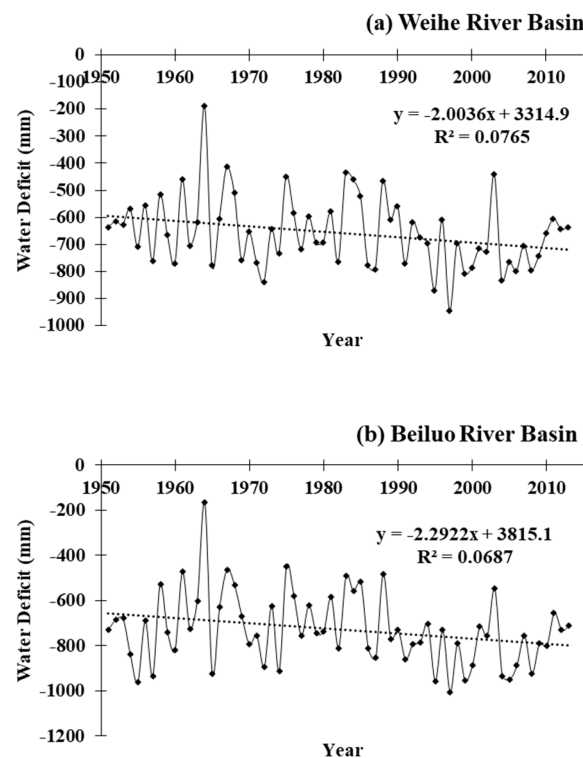 (a) Weihe River Basin
0
1950 1960 1970 1980 1990 2000 2010
-100
-200
-300
-400
-500
-600
-700
-800
-900
-1000
y = -2.0036x + 3314.9
R² = 0.0765
Water Deficit (mm)
Year
(b) Beiluo River Basin
0
1950 1960 1970 1980 1990 2000 2010
-200
-400
-600
-800
-1000
-1200
y = -2.2922x + 3815.1
R² = 0.0687
Water Deficit (mm)
Year